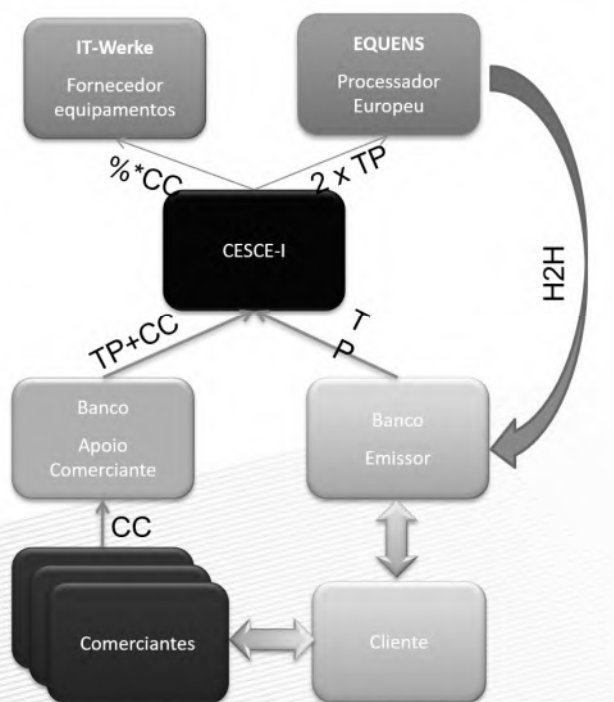 IT-Werke
Fornecedor
equipamentos
EQUENS
Processador
Europeu
%*CC
2 x TP
CESCE-I
H2H
TP+CC
T
P
Banco
Apoio
Comerciante
Banco
Emissor
CC
Comerciantes
Cliente